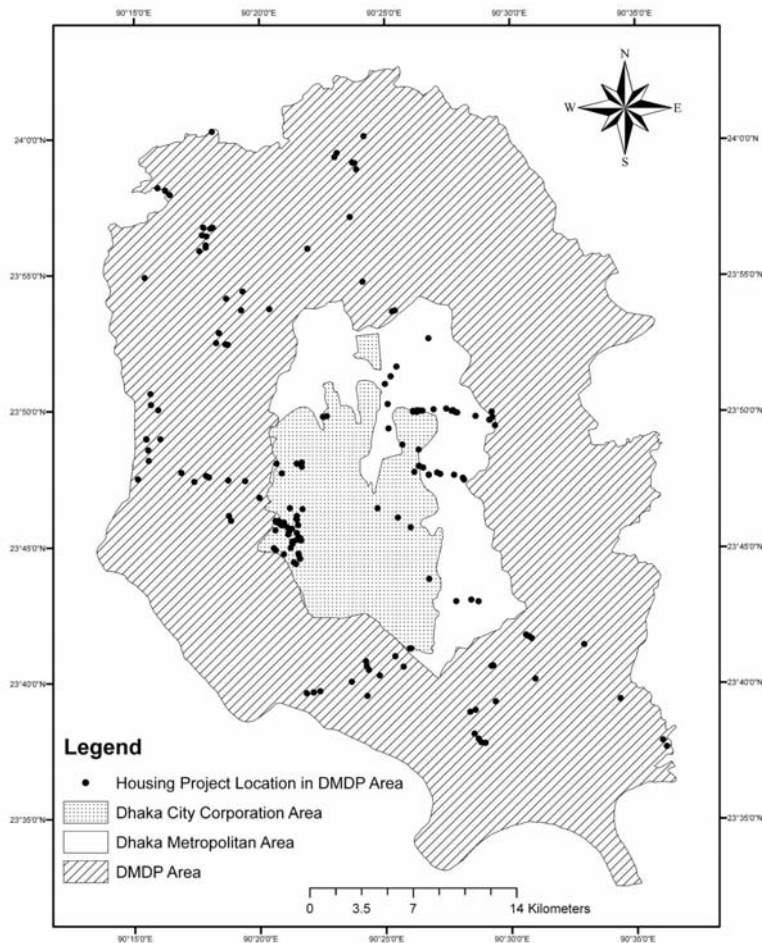 90°15'0"E 90°20'0"E 90°25'0"E 90°30'0"E 90°35'0"E
N
W E
S
24°0'0"N 24°0'0"N
23°55'0"N 23°55'0"N
23°50'0"N 23°50'0"N
23°45'0"N 23°45'0"N
23°40'0"N 23°40'0"N
Legend
Housing Project Location in DMDP Area
Dhaka City Corporation Area
23°35'0"N 23°35'0"N
Dhaka Metropolitan Area
DMDP Area
0 3.5 7 14 Kilometers
90°15'0"E 90°20'0"E 90°25'0"E 90°30'0"E 90°35'0"E